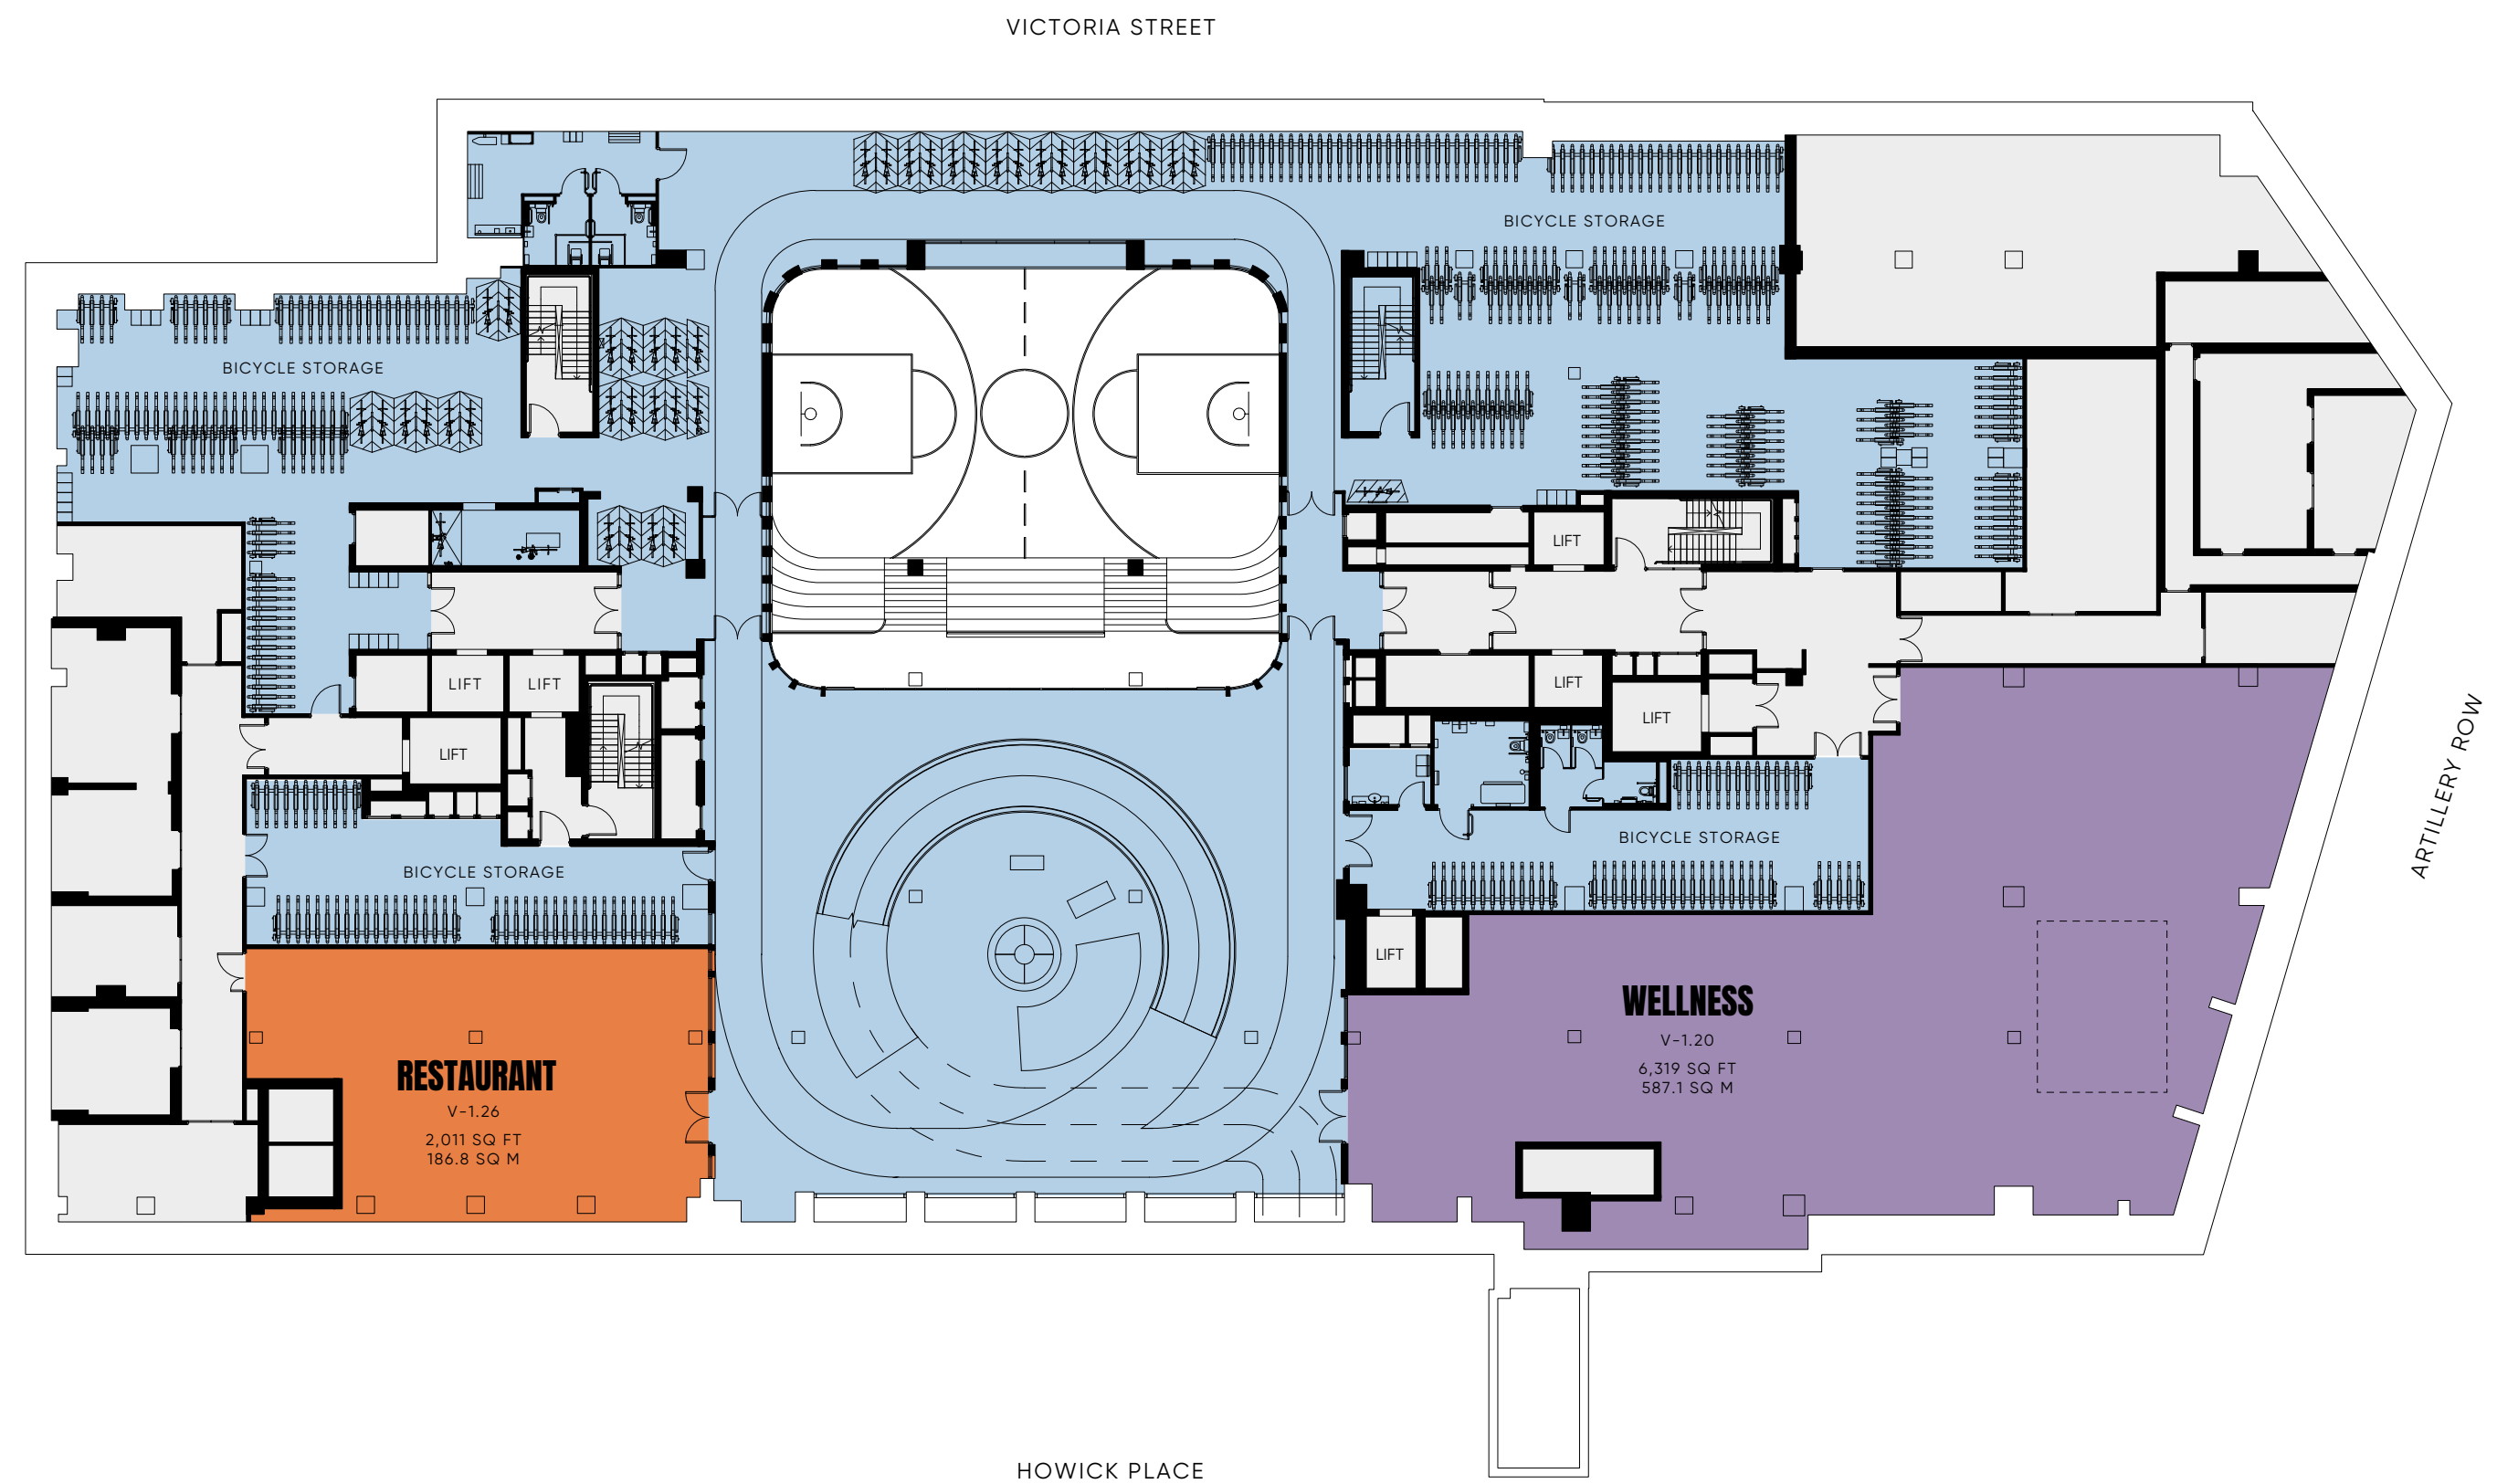 VICTORIA STREET
BICYCLE STORAGE
BICYCLE STORAGE
LIFT
LIFT
LIFT
LIFT
LIFT
LIFT
ARTILLERY ROW
BICYCLE STORAGE
BICYCLE STORAGE
LIFT
WELLNESS
V-1.20
6,319 SQ FT
587.1 SQ M
RESTAURANT
V-1.26
2,011 SQ FT
186.8 SQ M
HOWICK PLACE